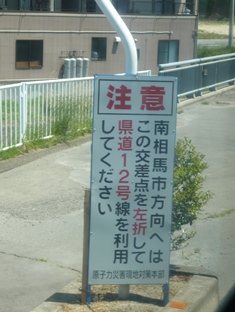 注意
南相馬市方向へは
この交差点を左折して
県道12号線を利用
してください
原子力災害現地対策本部